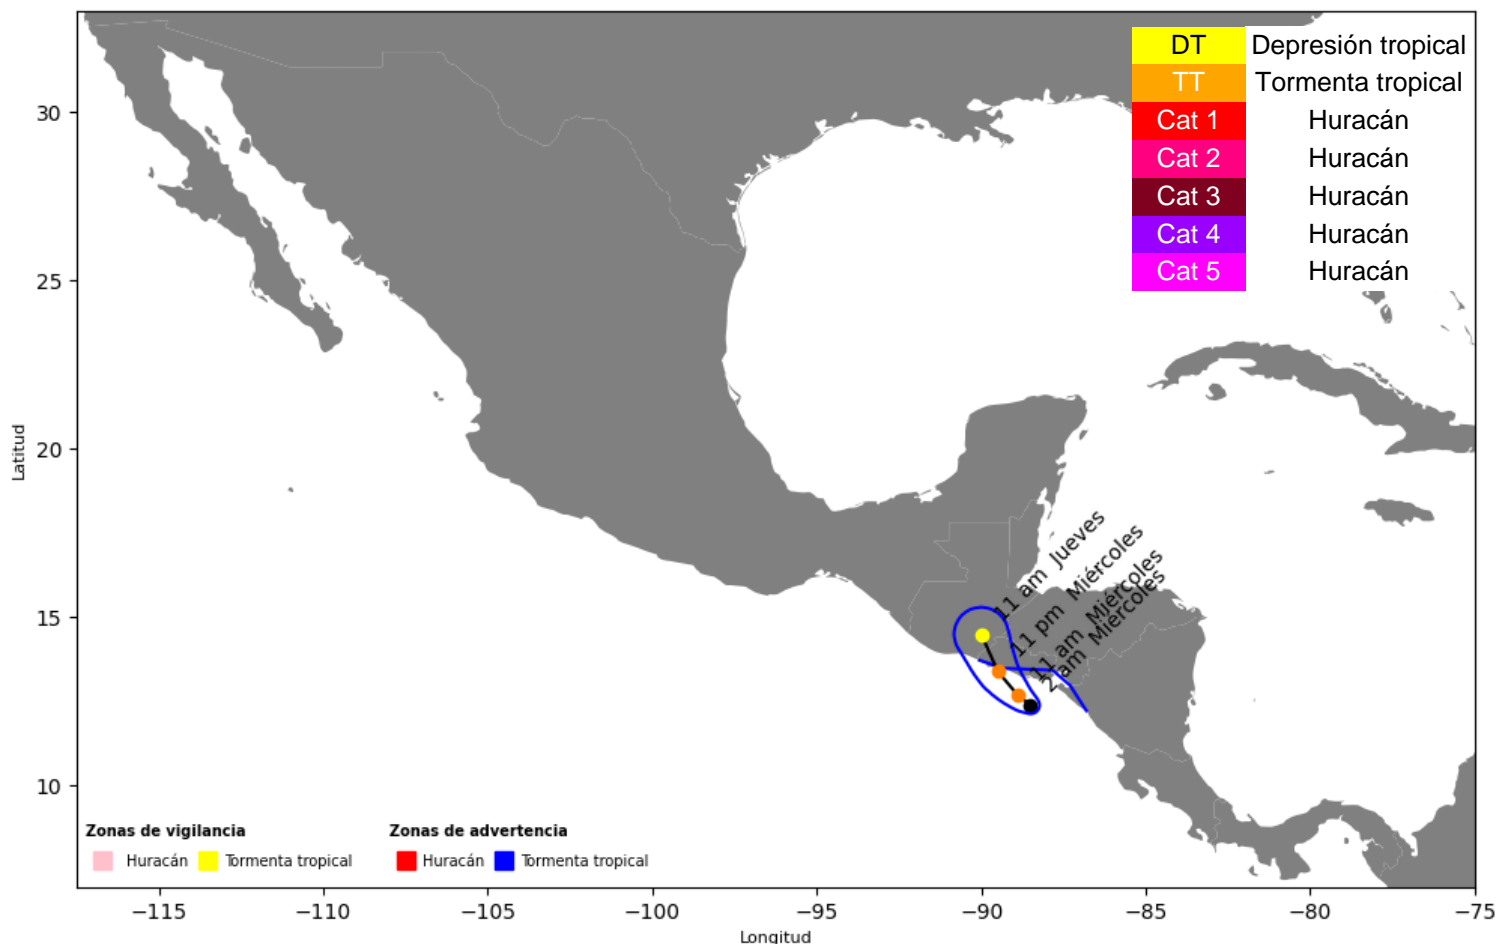 DT Depresión tropical
TT Tormenta tropical
Cat 1 Huracán
Cat 2 Huracán
Cat 3 Huracán
Cat 4 Huracán
Cat 5 Huracán
30
25
20
15
10
Latitud
11 am Jueves
11 pm Miércoles
11 am Miércoles
2 am Miércoles
Zonas de vigilancia
Huracán Tormenta tropical
Zonas de advertencia
Huracán Tormenta tropical
−115 −110 −105 −100 −95 −90 −85 −80 −75
Longitud